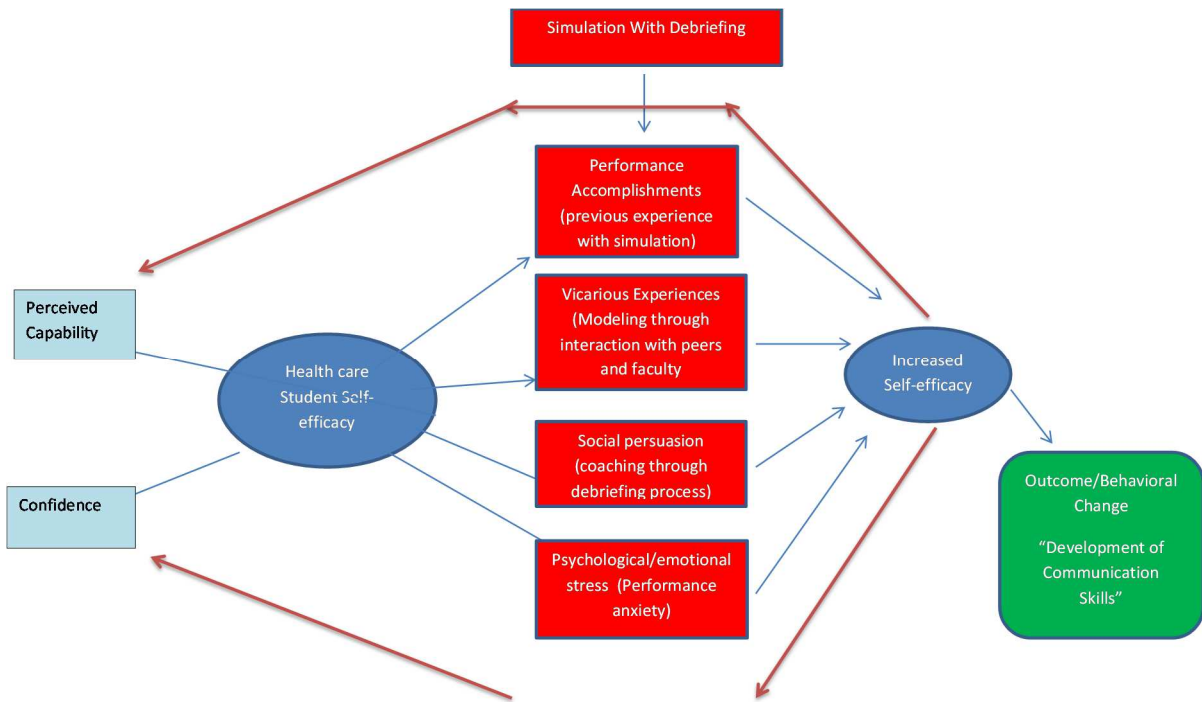 Simulation With Debriefing
Performance
Accomplishments
(previous experience
with simulation)
Perceived
Capability
Vicarious Experiences
(Modeling through
interaction with peers
and faculty
Health care
Student Self-
efficacy
Increased
Self-efficacy
Social persuasion
(coaching through
debriefing process)
Confidence
Psychological/emotional
stress (Performance
anxiety)
Outcome/Behavioral
Change
“Development of
Communication
Skills”